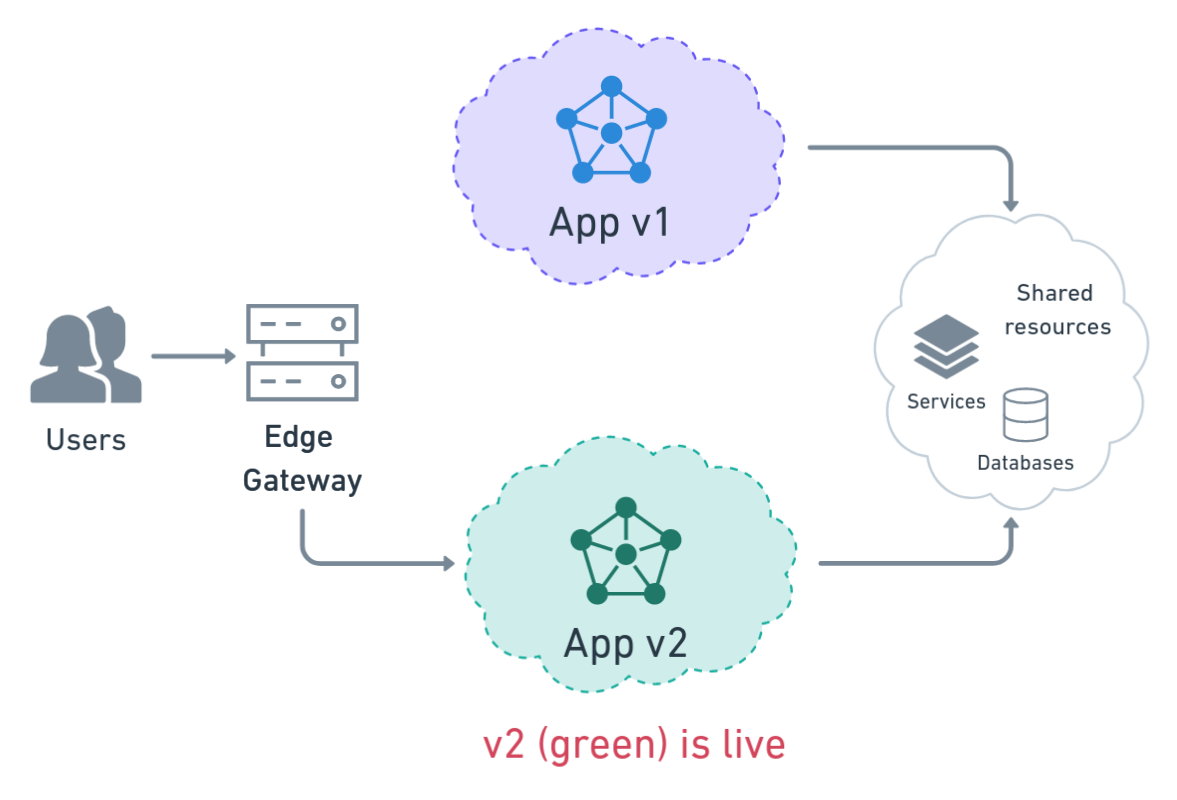 App v1
Shared
resources
Services
Databases
Users
Edge
Gateway
App v2
v2 (green) is live